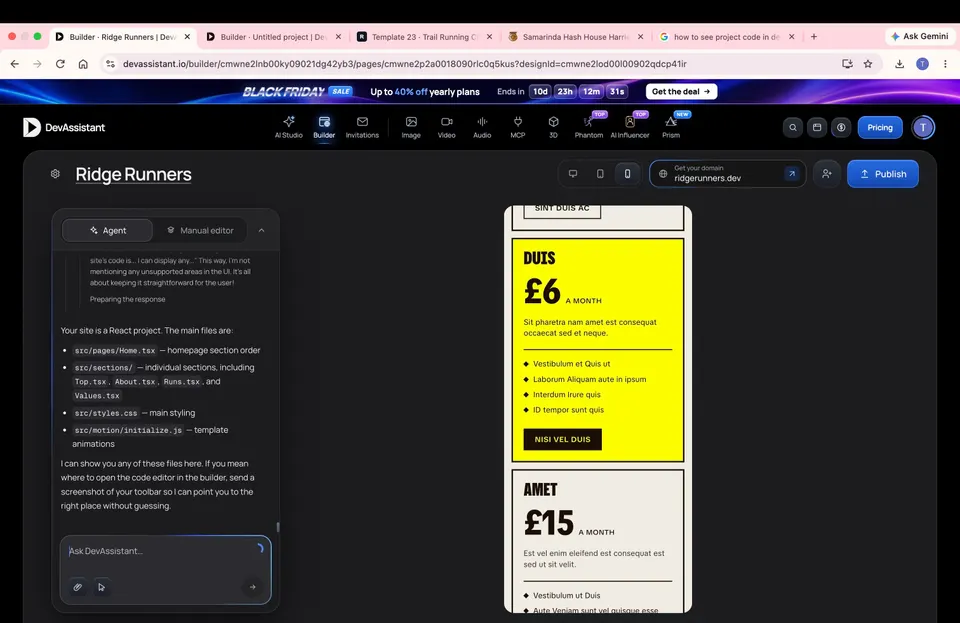 Builder - Ridge Runners | Dev
Builder - Untitled project | De
Template 23 - Trail Running C
Samarinda Hash House Harri
how to see project code in de
Ask Gemini
devassistant.io/builder/cmwne2lnb00ky09021dg42yb3/pages/cmwne2p2a0018090rlc0q5kus?designId=cmwne2lod00l00902qdcp41ir
BLACK FRIDAY SALE Up to 40% off yearly plans Ends in 10d 23h 12m 31s Get the deal →
DevAssistant
AI Studio
Builder
Invitations
Image
Video
Audio
MCP
3D
TOP
Phantom
TOP
AI Influencer
NEW
Prism
Pricing
T
Ridge Runners
Get your domain
ridgerunners.dev
Publish
Agent
Manual editor
site's code is... I can display any..." This way, I'm not
mentioning any unsupported areas in the UI. It's all
about keeping it straightforward for the user!
Preparing the response
Your site is a React project. The main files are:
• src/pages/Home.tsx — homepage section order
• src/sections/ — individual sections, including
Top.tsx, About.tsx, Runs.tsx, and
Values.tsx
• src/styles.css — main styling
• src/motion/initialize.js — template
animations
I can show you any of these files here. If you mean
where to open the code editor in the builder, send a
screenshot of your toolbar so I can point you to the
right place without guessing.
Ask DevAssistant...
SINT DUIS AC
DUIS
£6 A MONTH
Sit pharetra nam amet est consequat
occaecat sed et neque.
Vestibulum et Quis ut
Laborum Aliquam aute in ipsum
Interdum Irure quis
ID tempor sunt quis
NISI VEL DUIS
AMET
£15 A MONTH
Est vel enim eleifend est consequat est
sed ut sit velit.
Vestibulum ut Duis
Aute Veniam sunt vel quisque esse